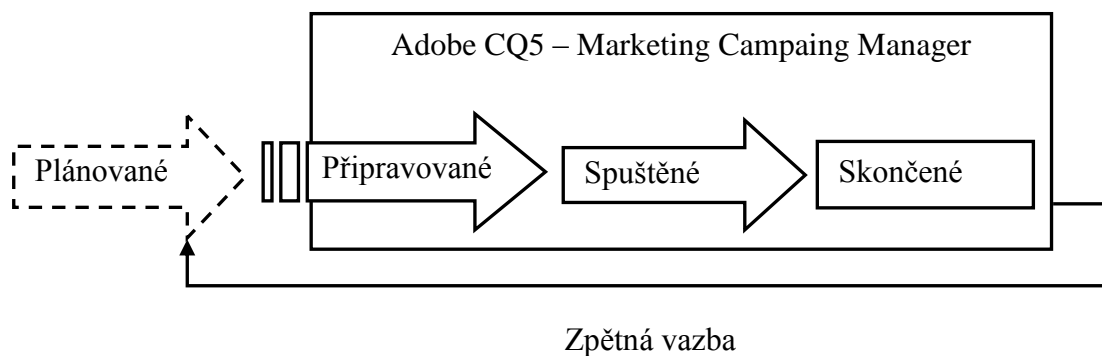 Adobe CQ5 – Marketing Campaing Manager
Plánované
Připravované
Spuštěné
Skončené
Zpětná vazba